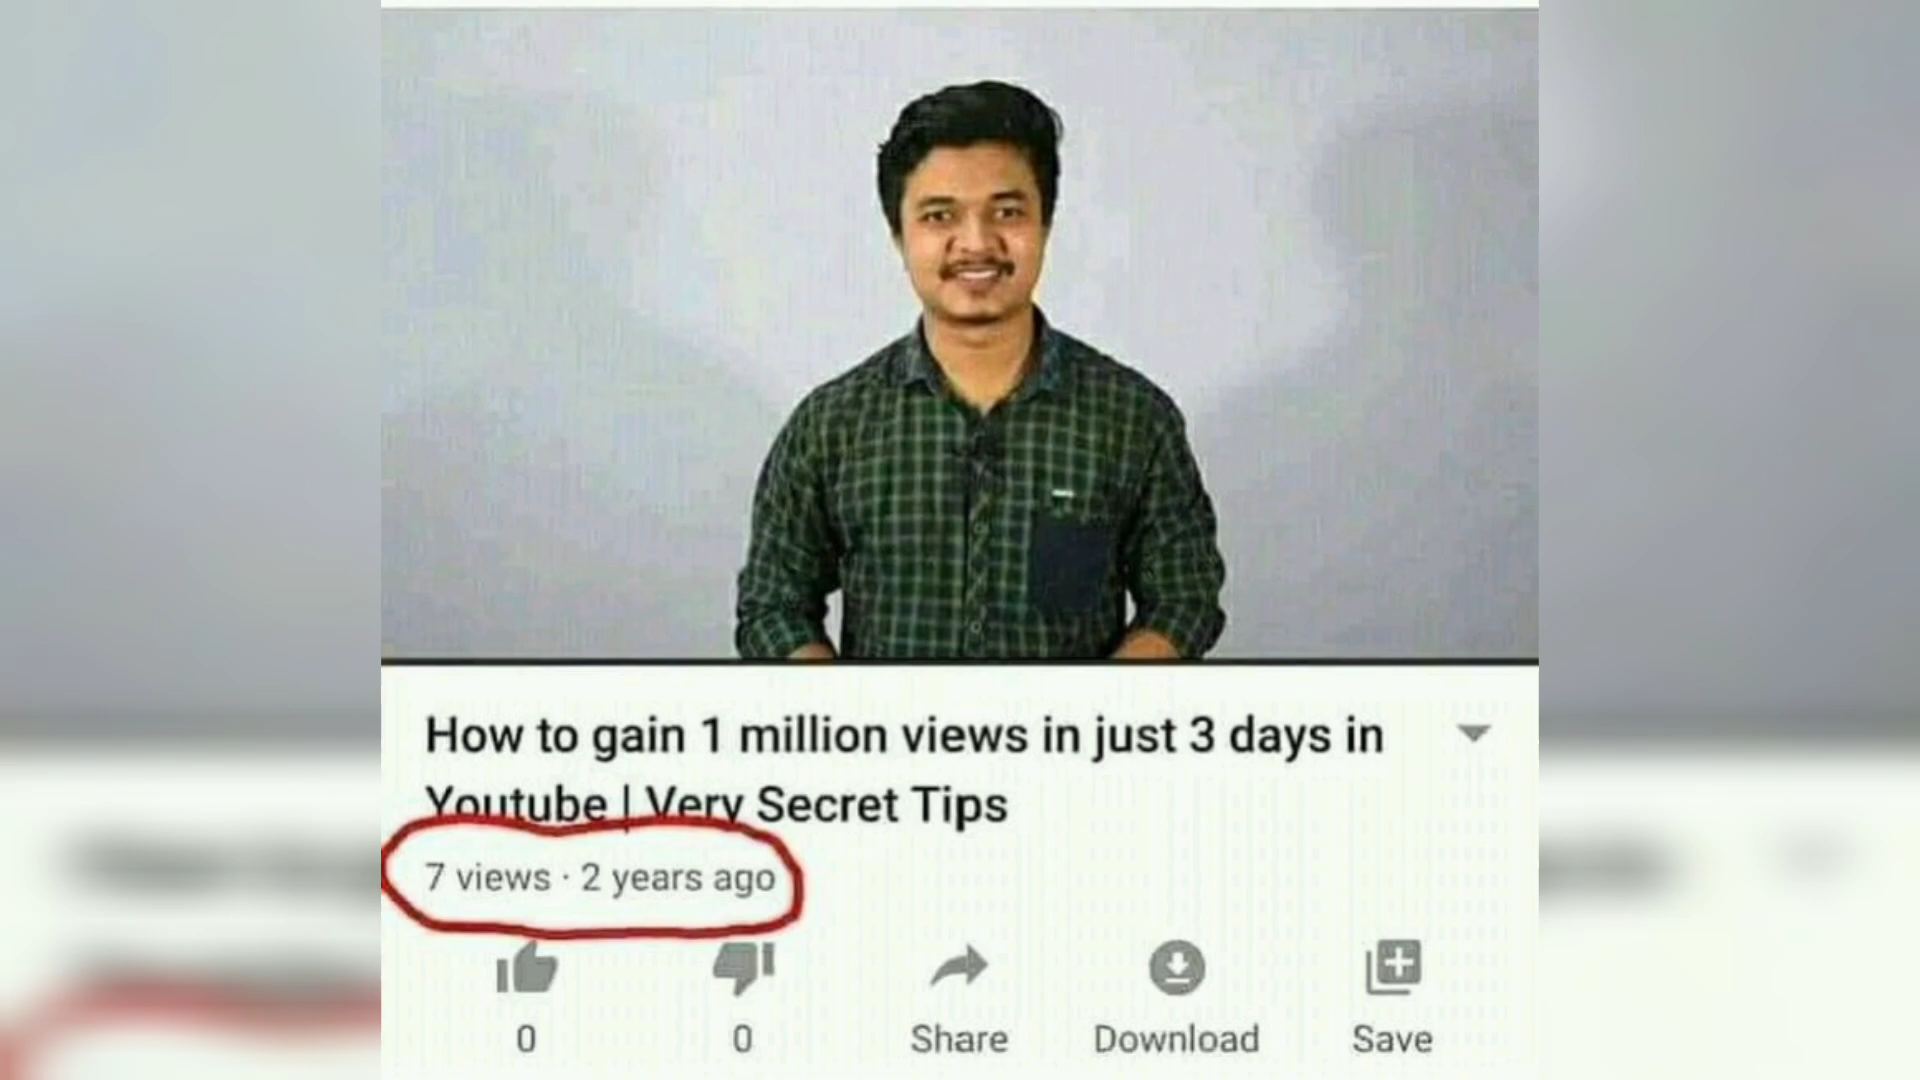 How to gain 1 million views in just 3 days in
Youtube | Very Secret Tips
7 views · 2 years ago
0
0
Share
Download
Save